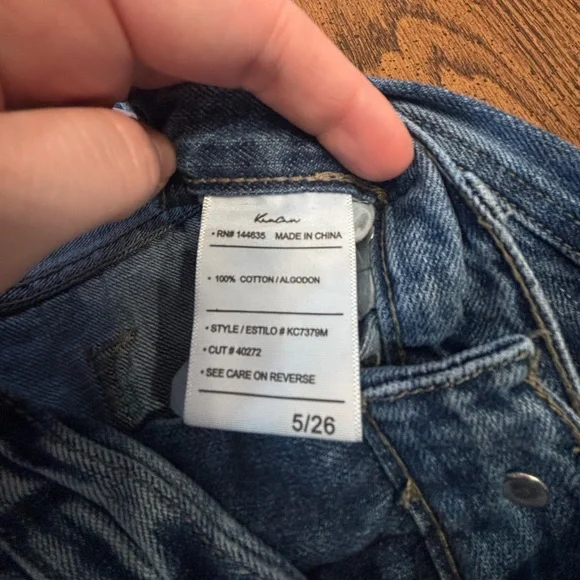 KanCan
• RN# 144635 MADE IN CHINA
• 100% COTTON / ALGODON
• STYLE / ESTILO # KC7379M
• CUT # 40272
• SEE CARE ON REVERSE
5/26